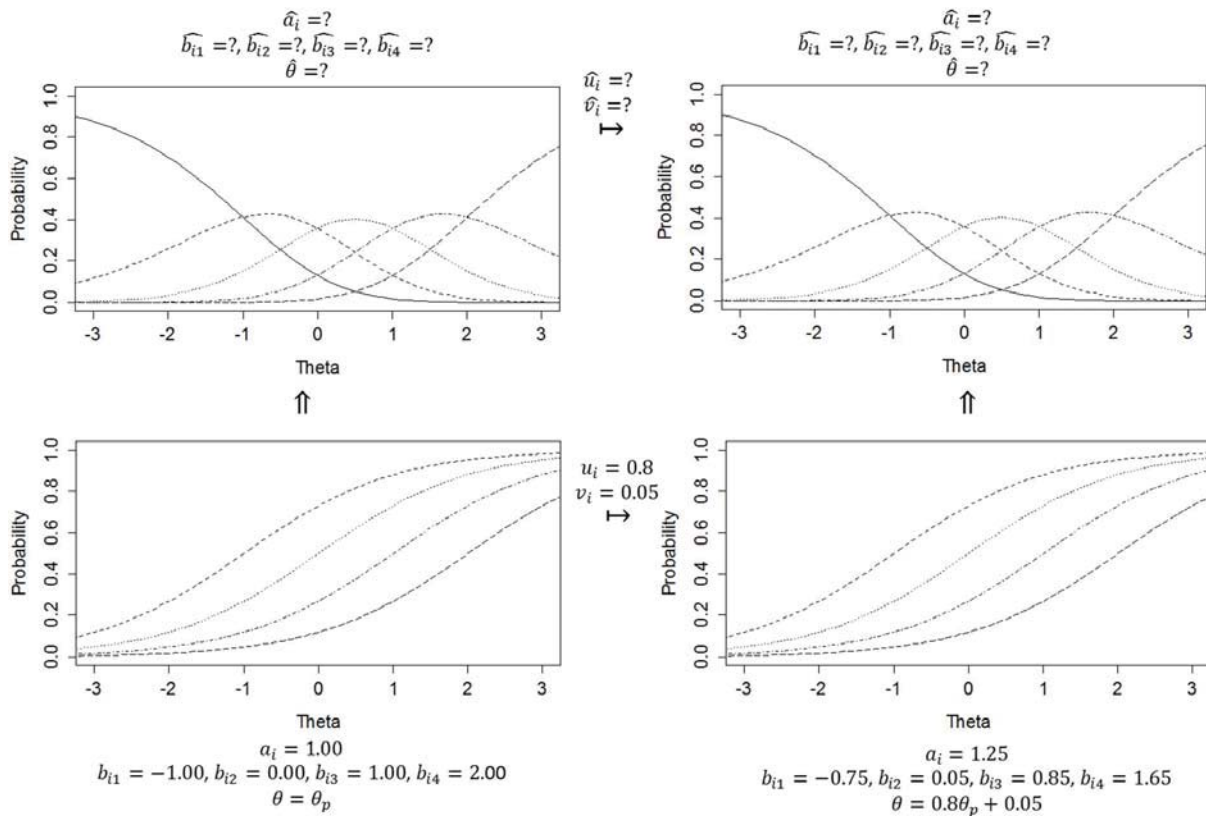 âᵢ =?
b̂ᵢ₁ =?, b̂ᵢ₂ =?, b̂ᵢ₃ =?, b̂ᵢ₄ =?
θ̂ =?
Probability
0.0 0.2 0.4 0.6 0.8 1.0
-3 -2 -1 0 1 2 3
Theta
ûᵢ =?
v̂ᵢ =?
↦
âᵢ =?
b̂ᵢ₁ =?, b̂ᵢ₂ =?, b̂ᵢ₃ =?, b̂ᵢ₄ =?
θ̂ =?
Probability
0.0 0.2 0.4 0.6 0.8 1.0
-3 -2 -1 0 1 2 3
Theta
⇑
⇑
Probability
0.0 0.2 0.4 0.6 0.8 1.0
-3 -2 -1 0 1 2 3
Theta
aᵢ = 1.00
bᵢ₁ = −1.00, bᵢ₂ = 0.00, bᵢ₃ = 1.00, bᵢ₄ = 2.00
θ = θₚ
uᵢ = 0.8
vᵢ = 0.05
↦
Probability
0.0 0.2 0.4 0.6 0.8 1.0
-3 -2 -1 0 1 2 3
Theta
aᵢ = 1.25
bᵢ₁ = −0.75, bᵢ₂ = 0.05, bᵢ₃ = 0.85, bᵢ₄ = 1.65
θ = 0.8θₚ + 0.05